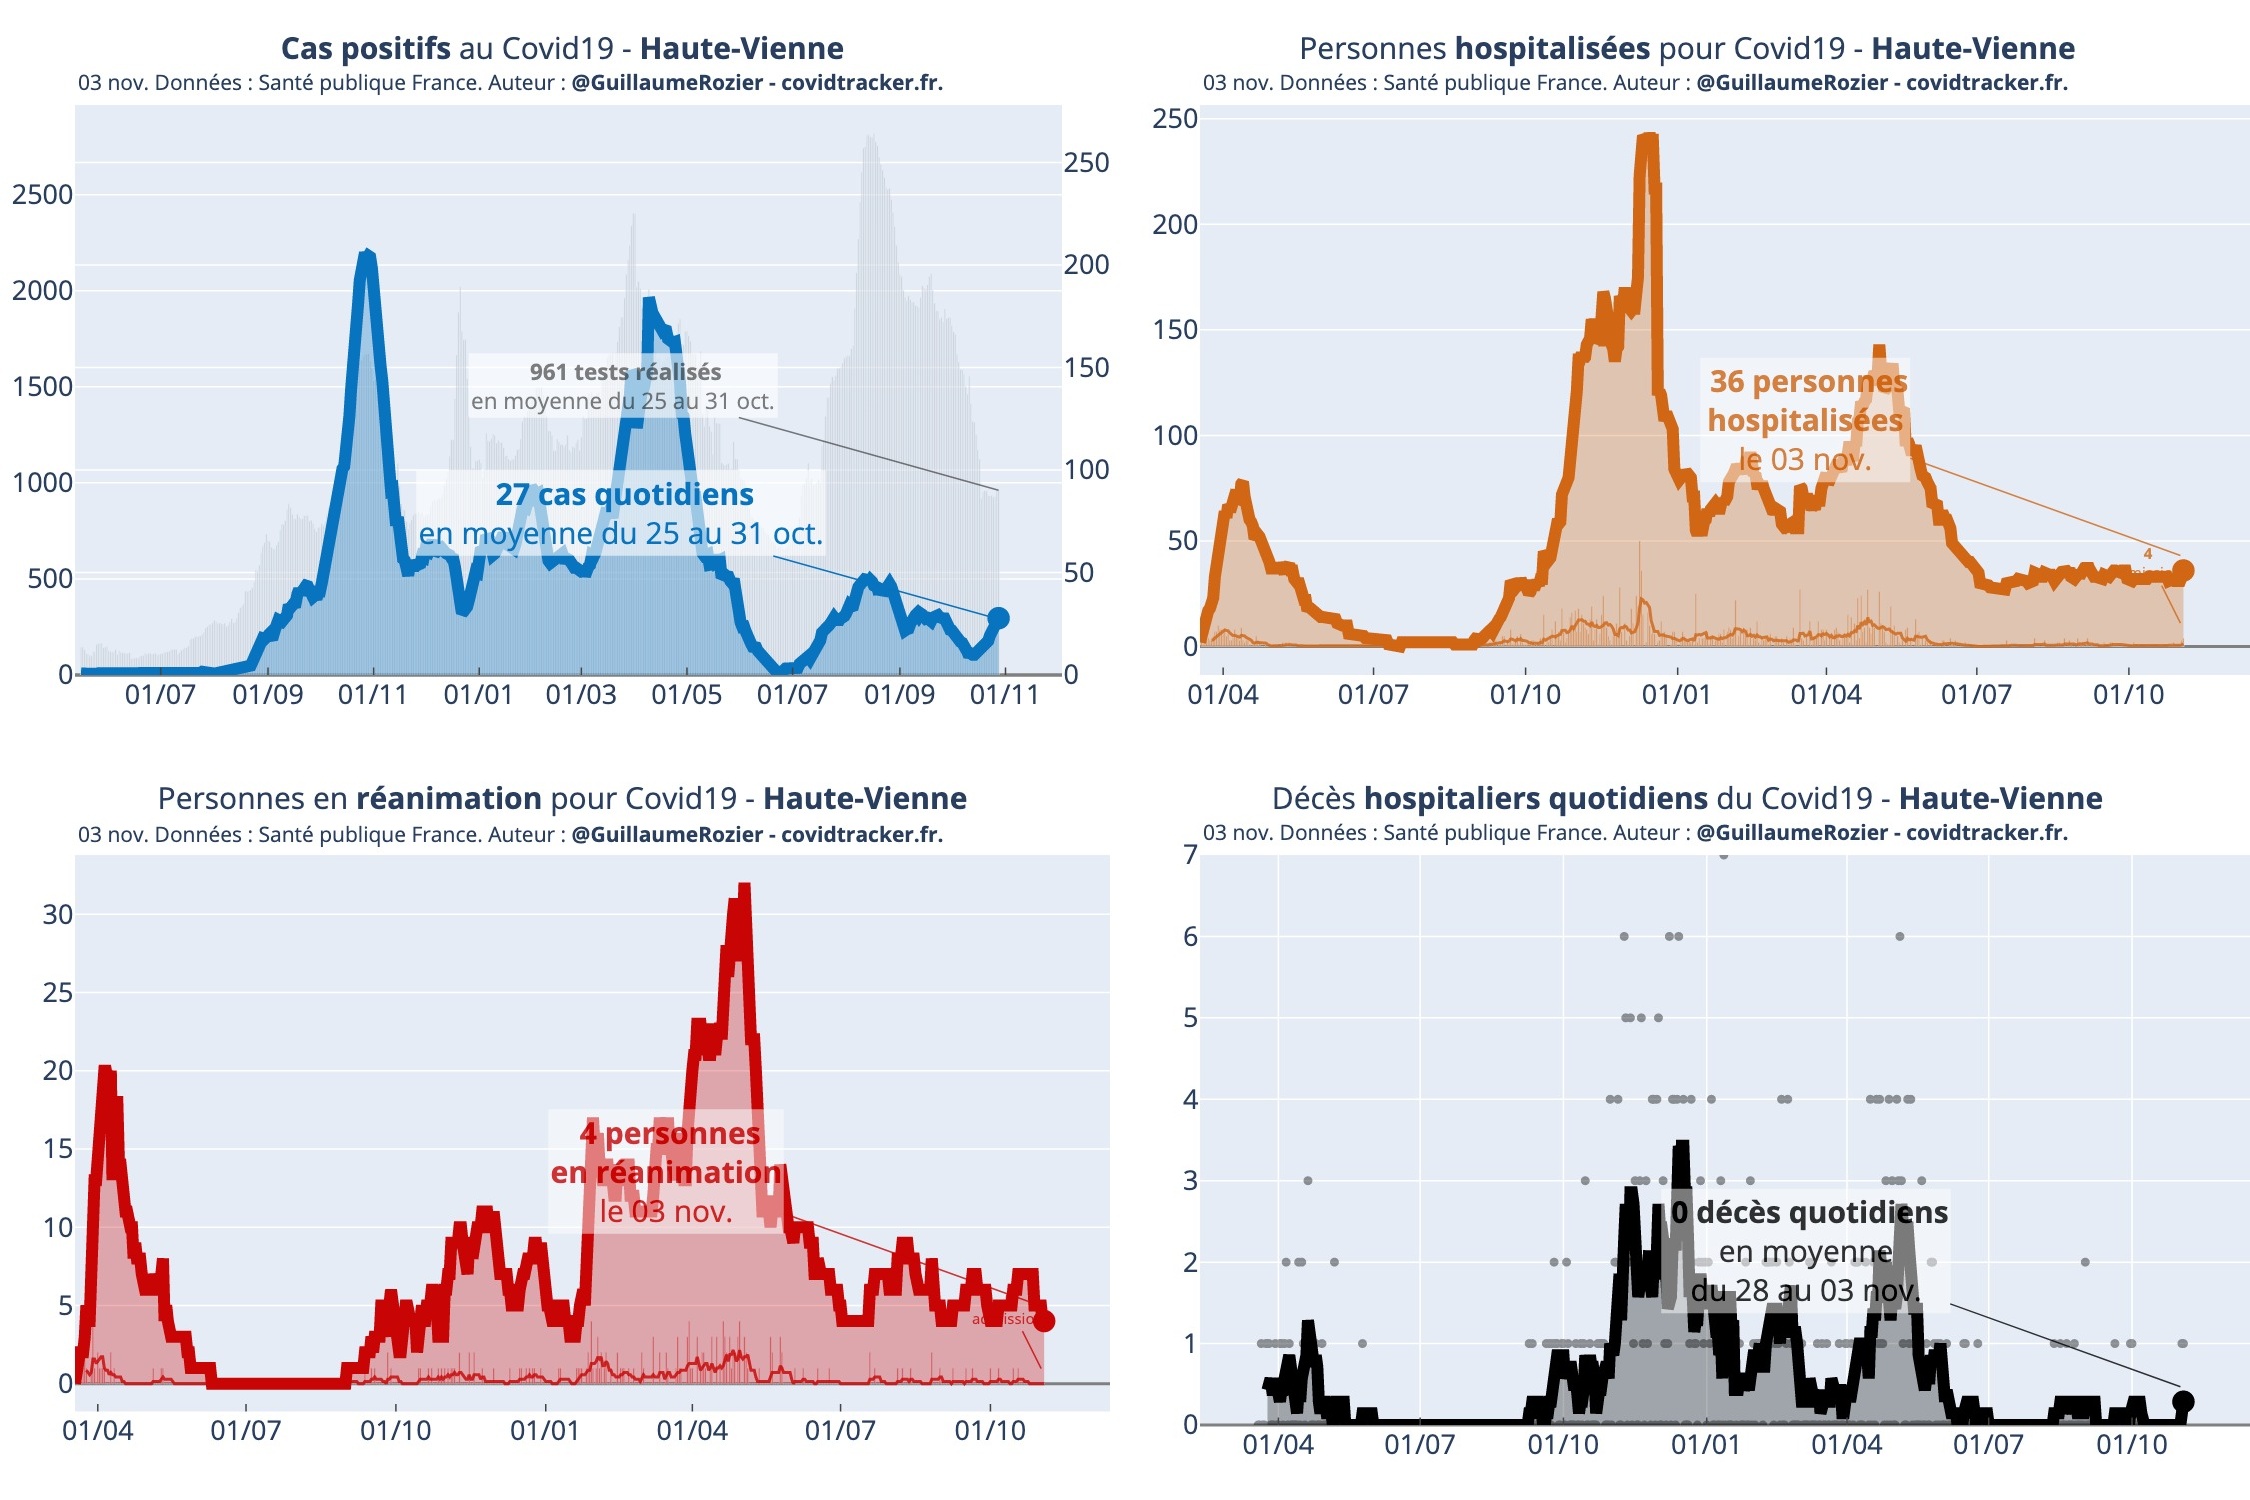 Cas positifs au Covid19 - Haute-Vienne
03 nov. Données : Santé publique France. Auteur : @GuillaumeRozier - covidtracker.fr.
2500
2000
1500
1000
500
0
250
200
150
100
50
0
961 tests réalisés
en moyenne du 25 au 31 oct.
27 cas quotidiens
en moyenne du 25 au 31 oct.
01/07 01/09 01/11 01/01 01/03 01/05 01/07 01/09 01/11
Personnes hospitalisées pour Covid19 - Haute-Vienne
03 nov. Données : Santé publique France. Auteur : @GuillaumeRozier - covidtracker.fr.
250
200
150
100
50
0
36 personnes
hospitalisées
le 03 nov.
4
01/04 01/07 01/10 01/01 01/04 01/07 01/10
Personnes en réanimation pour Covid19 - Haute-Vienne
03 nov. Données : Santé publique France. Auteur : @GuillaumeRozier - covidtracker.fr.
30
25
20
15
10
5
0
4 personnes
en réanimation
le 03 nov.
01/04 01/07 01/10 01/01 01/04 01/07 01/10
Décès hospitaliers quotidiens du Covid19 - Haute-Vienne
03 nov. Données : Santé publique France. Auteur : @GuillaumeRozier - covidtracker.fr.
7
6
5
4
3
2
1
0
0 décès quotidiens
en moyenne
du 28 au 03 nov.
01/04 01/07 01/10 01/01 01/04 01/07 01/10